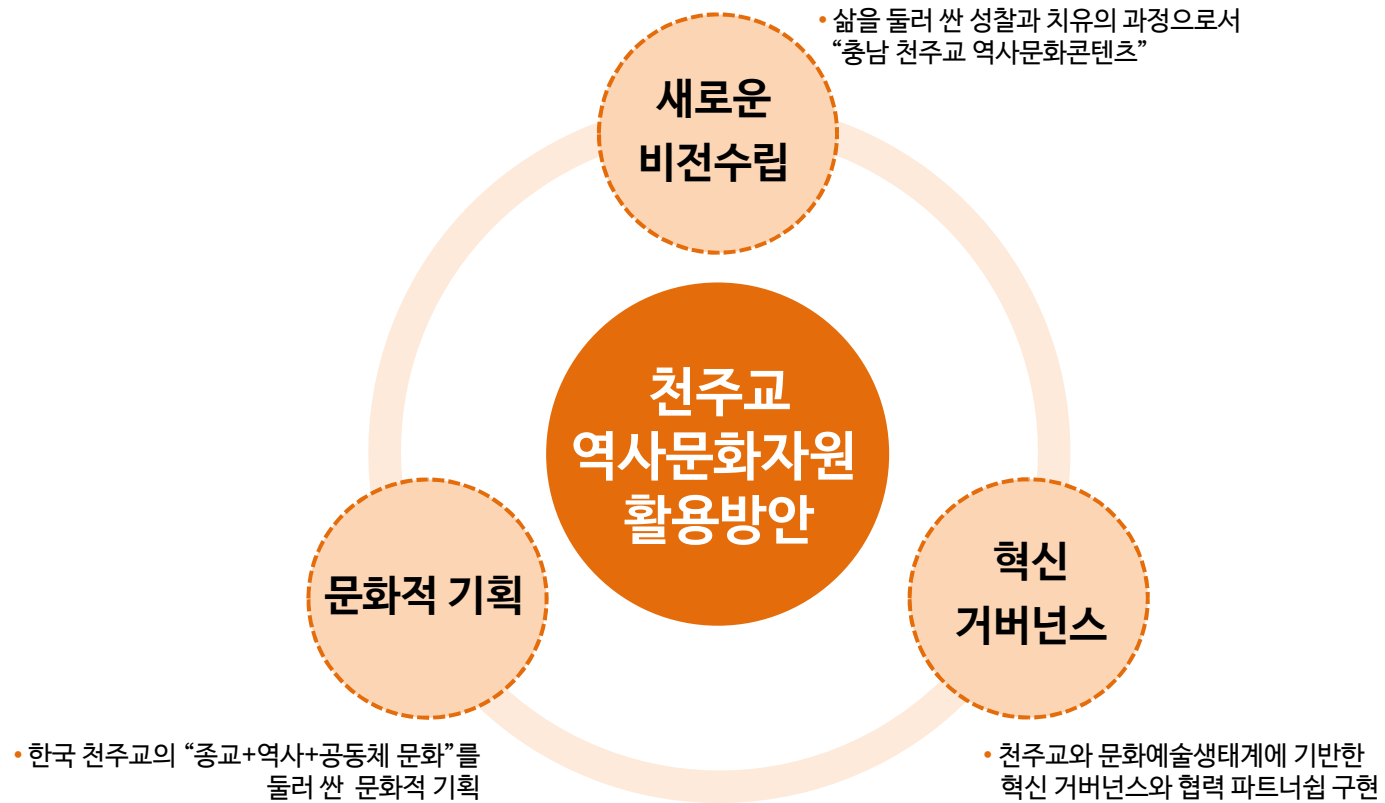 • 삶을 둘러 싼 성찰과 치유의 과정으로서
“충남 천주교 역사문화콘텐츠”
새로운
비전수립
천주교
역사문화자원
활용방안
문화적 기획
혁신
거버넌스
• 한국 천주교의 “종교+역사+공동체 문화”를
둘러 싼 문화적 기획
• 천주교와 문화예술생태계에 기반한
혁신 거버넌스와 협력 파트너쉽 구현